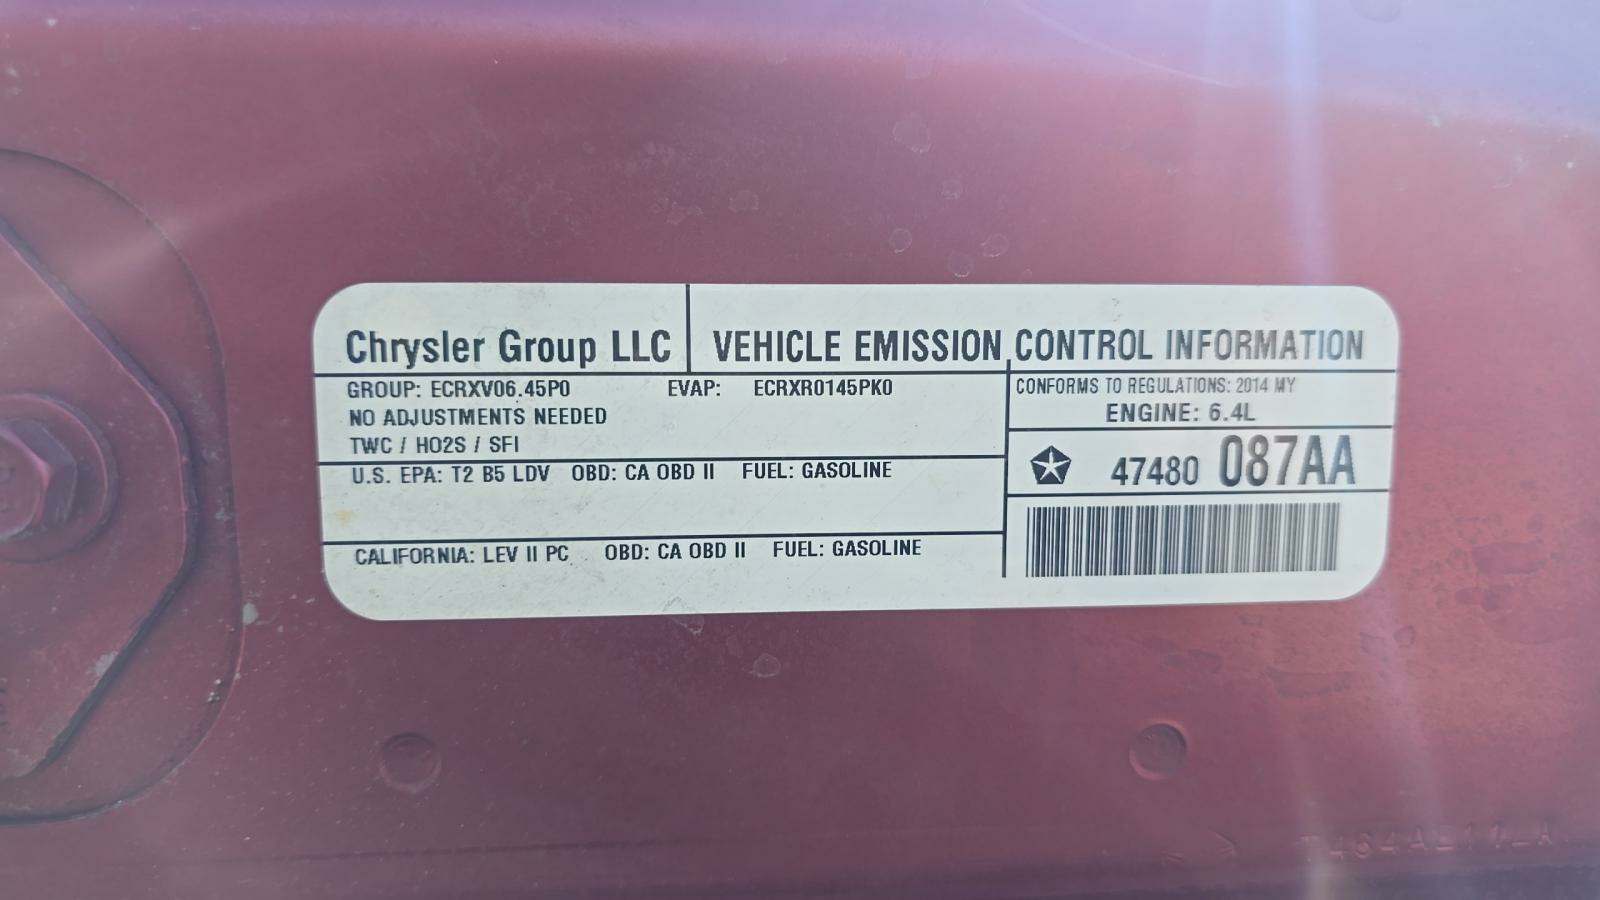 Chrysler Group LLC
VEHICLE EMISSION CONTROL INFORMATION
GROUP: ECRXV06.45P0 EVAP: ECRXR0145PK0
NO ADJUSTMENTS NEEDED
TWC / HO2S / SFI
U.S. EPA: T2 B5 LDV OBD: CA OBD II FUEL: GASOLINE
CALIFORNIA: LEV II PC OBD: CA OBD II FUEL: GASOLINE
CONFORMS TO REGULATIONS: 2014 MY
ENGINE: 6.4L
47480 087AA